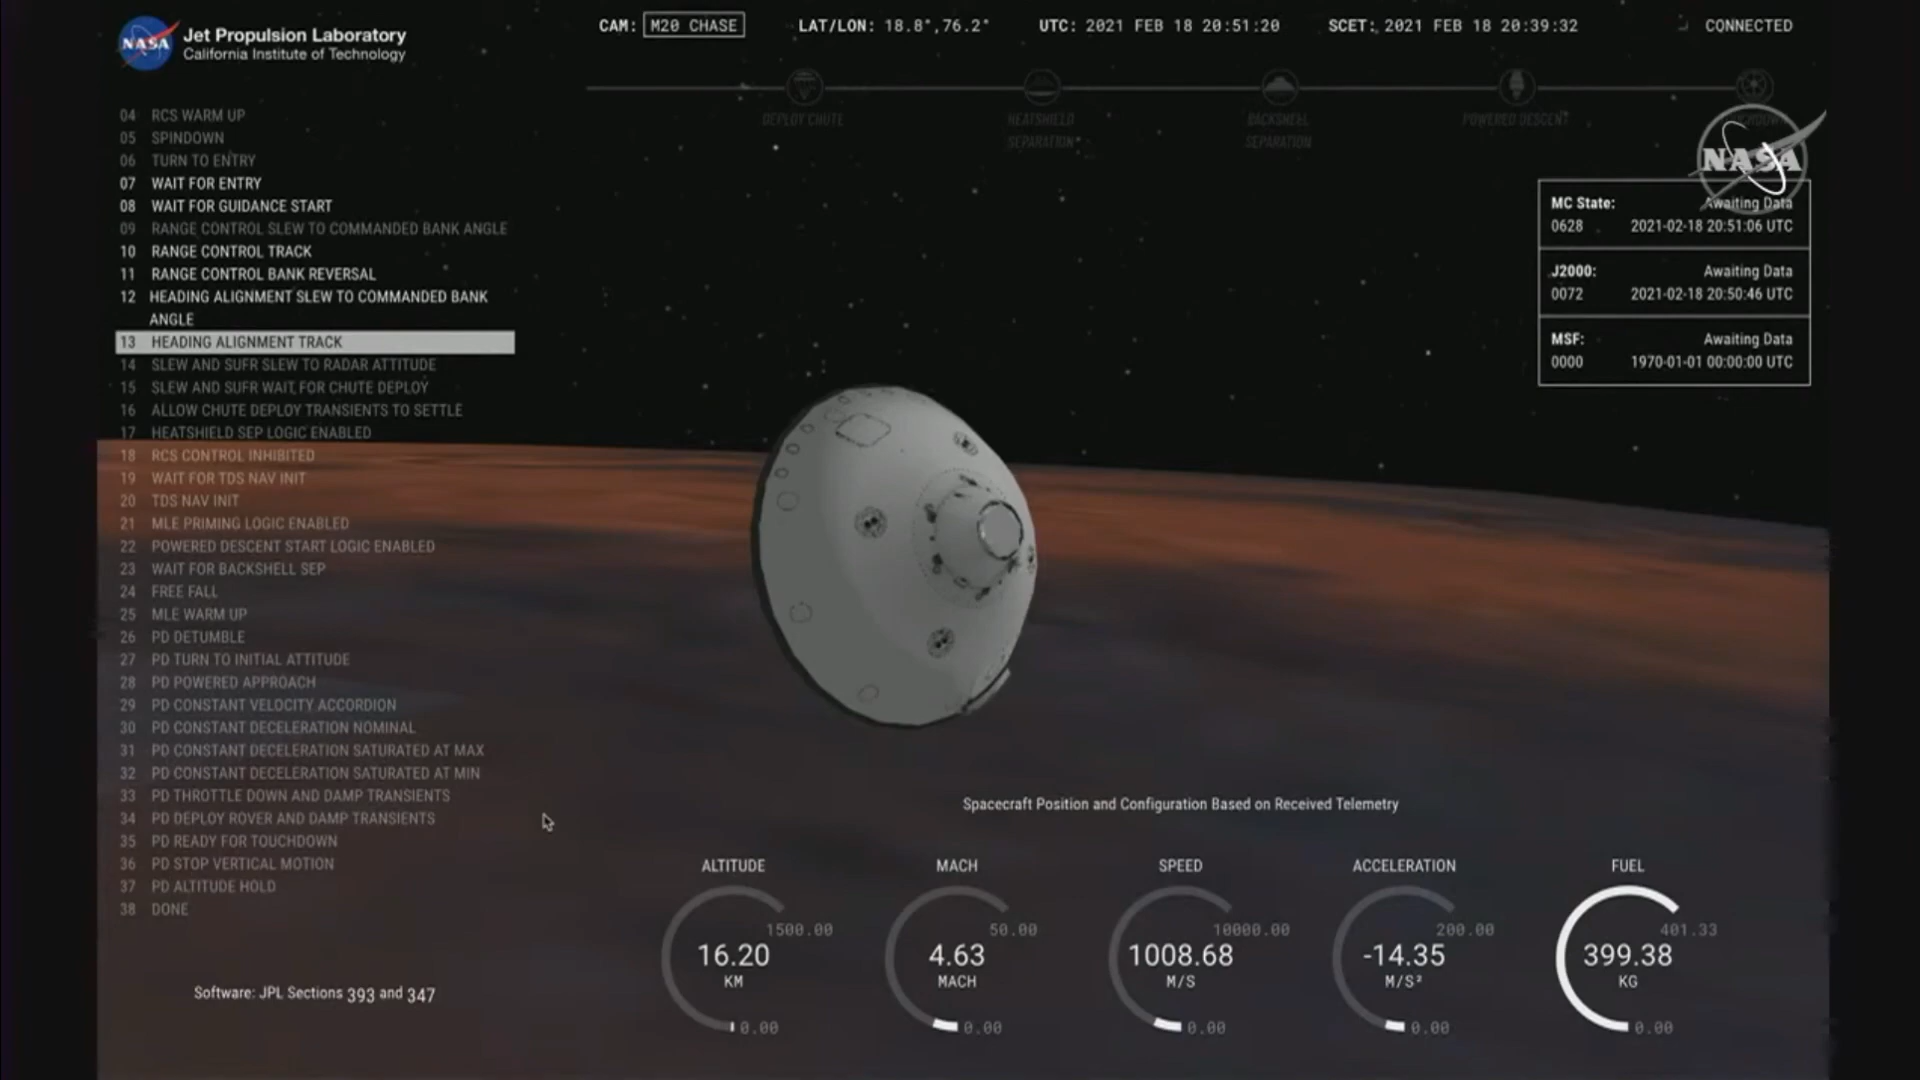 NASA
Jet Propulsion Laboratory
California Institute of Technology
CAM: M20 CHASE
LAT/LON: 18.8°,76.2°
UTC: 2021 FEB 18 20:51:20
SCET: 2021 FEB 18 20:39:32
CONNECTED
DEPLOY CHUTE
HEATSHIELD
SEPARATION
BACKSHELL
SEPARATION
POWERED DESCENT
NASA
04 RCS WARM UP
05 SPINDOWN
06 TURN TO ENTRY
07 WAIT FOR ENTRY
08 WAIT FOR GUIDANCE START
09 RANGE CONTROL SLEW TO COMMANDED BANK ANGLE
10 RANGE CONTROL TRACK
11 RANGE CONTROL BANK REVERSAL
12 HEADING ALIGNMENT SLEW TO COMMANDED BANK
ANGLE
13 HEADING ALIGNMENT TRACK
14 SLEW AND SUFR SLEW TO RADAR ATTITUDE
15 SLEW AND SUFR WAIT FOR CHUTE DEPLOY
16 ALLOW CHUTE DEPLOY TRANSIENTS TO SETTLE
17 HEATSHIELD SEP LOGIC ENABLED
18 RCS CONTROL INHIBITED
19 WAIT FOR TDS NAV INIT
20 TDS NAV INIT
21 MLE PRIMING LOGIC ENABLED
22 POWERED DESCENT START LOGIC ENABLED
23 WAIT FOR BACKSHELL SEP
24 FREE FALL
25 MLE WARM UP
26 PD DETUMBLE
27 PD TURN TO INITIAL ATTITUDE
28 PD POWERED APPROACH
29 PD CONSTANT VELOCITY ACCORDION
30 PD CONSTANT DECELERATION NOMINAL
31 PD CONSTANT DECELERATION SATURATED AT MAX
32 PD CONSTANT DECELERATION SATURATED AT MIN
33 PD THROTTLE DOWN AND DAMP TRANSIENTS
34 PD DEPLOY ROVER AND DAMP TRANSIENTS
35 PD READY FOR TOUCHDOWN
36 PD STOP VERTICAL MOTION
37 PD ALTITUDE HOLD
38 DONE
Software: JPL Sections 393 and 347
MC State: Awaiting Data
0628 2021-02-18 20:51:06 UTC
J2000: Awaiting Data
0072 2021-02-18 20:50:46 UTC
MSF: Awaiting Data
0000 1970-01-01 00:00:00 UTC
Spacecraft Position and Configuration Based on Received Telemetry
ALTITUDE
1500.00
16.20
KM
0.00
MACH
50.00
4.63
MACH
0.00
SPEED
10000.00
1008.68
M/S
0.00
ACCELERATION
200.00
-14.35
M/S²
0.00
FUEL
401.33
399.38
KG
0.00